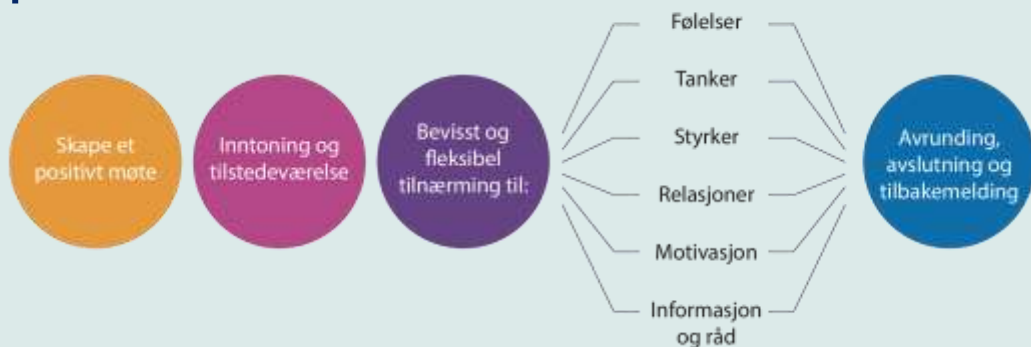 Skape et
positivt møte
Inntoning og
tilstedeværelse
Bevisst og
fleksibel
tilnærming til:
Følelser
Tanker
Styrker
Relasjoner
Motivasjon
Informasjon
og råd
Avrunding,
avslutning og
tilbakemelding